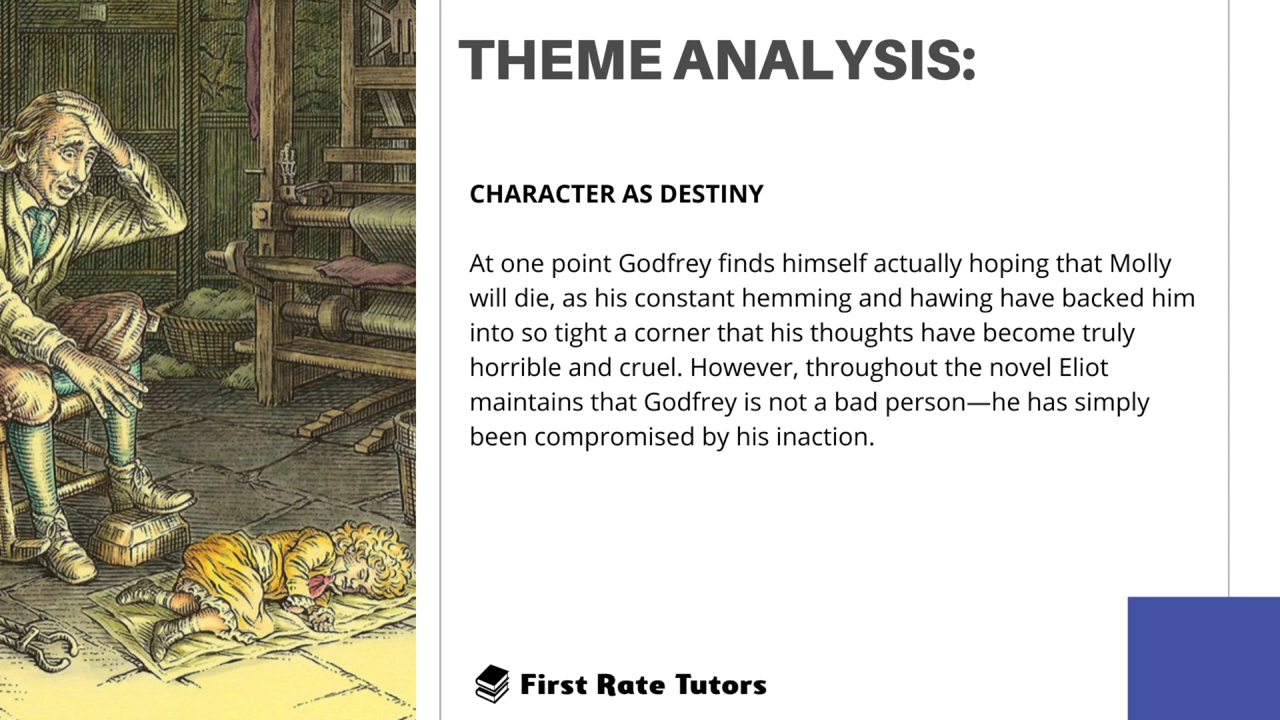 THEME ANALYSIS:
CHARACTER AS DESTINY
At one point Godfrey finds himself actually hoping that Molly
will die, as his constant hemming and hawing have backed him
into so tight a corner that his thoughts have become truly
horrible and cruel. However, throughout the novel Eliot
maintains that Godfrey is not a bad person—he has simply
been compromised by his inaction.
First Rate Tutors